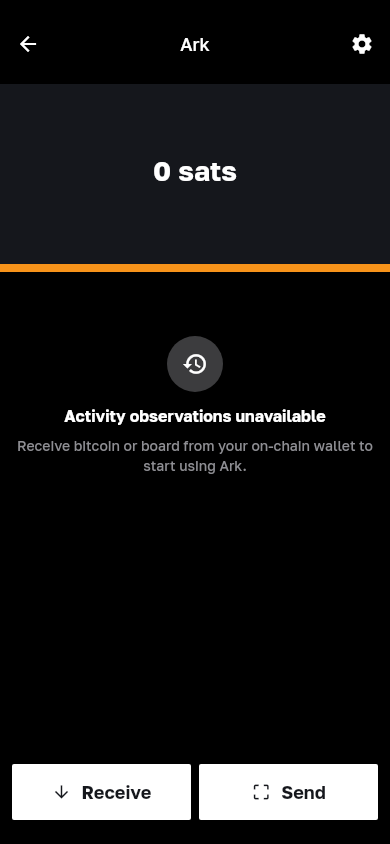 Ark
0 sats
Activity observations unavailable
Receive bitcoin or board from your on-chain wallet to
start using Ark.
Receive
Send